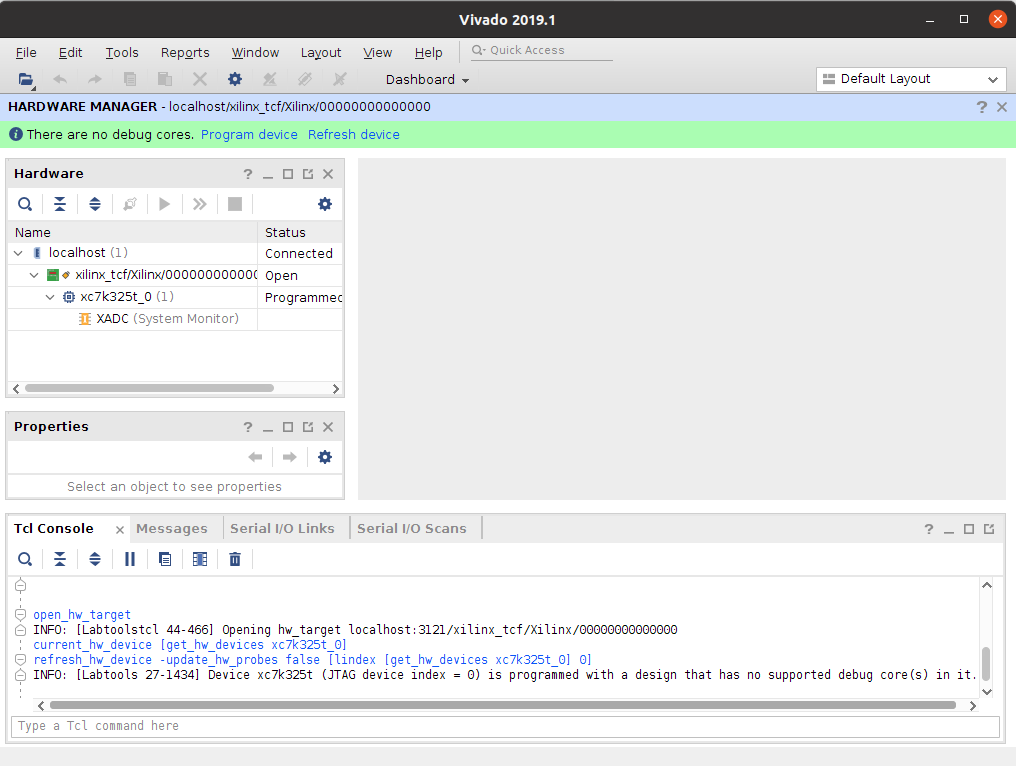 Vivado 2019.1
File Edit Tools Reports Window Layout View Help Quick Access
Dashboard Default Layout
HARDWARE MANAGER - localhost/xilinx_tcf/Xilinx/00000000000000
There are no debug cores. Program device Refresh device
Hardware
Name Status
localhost (1) Connected
xilinx_tcf/Xilinx/000000000000 Open
xc7k325t_0 (1) Programmed
XADC (System Monitor)
Properties
Select an object to see properties
Tcl Console Messages Serial I/O Links Serial I/O Scans
open_hw_target
INFO: [Labtoolstcl 44-466] Opening hw_target localhost:3121/xilinx_tcf/Xilinx/00000000000000
current_hw_device [get_hw_devices xc7k325t_0]
refresh_hw_device -update_hw_probes false [lindex [get_hw_devices xc7k325t_0] 0]
INFO: [Labtools 27-1434] Device xc7k325t (JTAG device index = 0) is programmed with a design that has no supported debug core(s) in it.
Type a Tcl command here